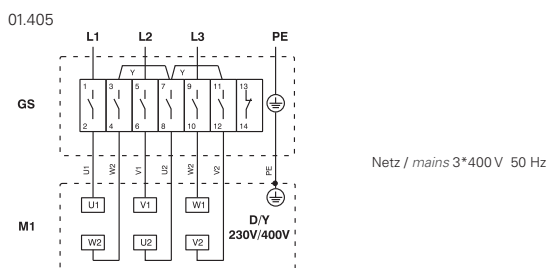 01.405
L1 L2 L3 PE
Y Y
1 3 5 7 9 11 13
GS
2 4 6 8 10 12 14
U1 W2 V1 U2 W2 V2 PE
Netz / mains 3*400 V 50 Hz
U1 V1 W1
D/Y
M1
230V/400V
W2 U2 V2